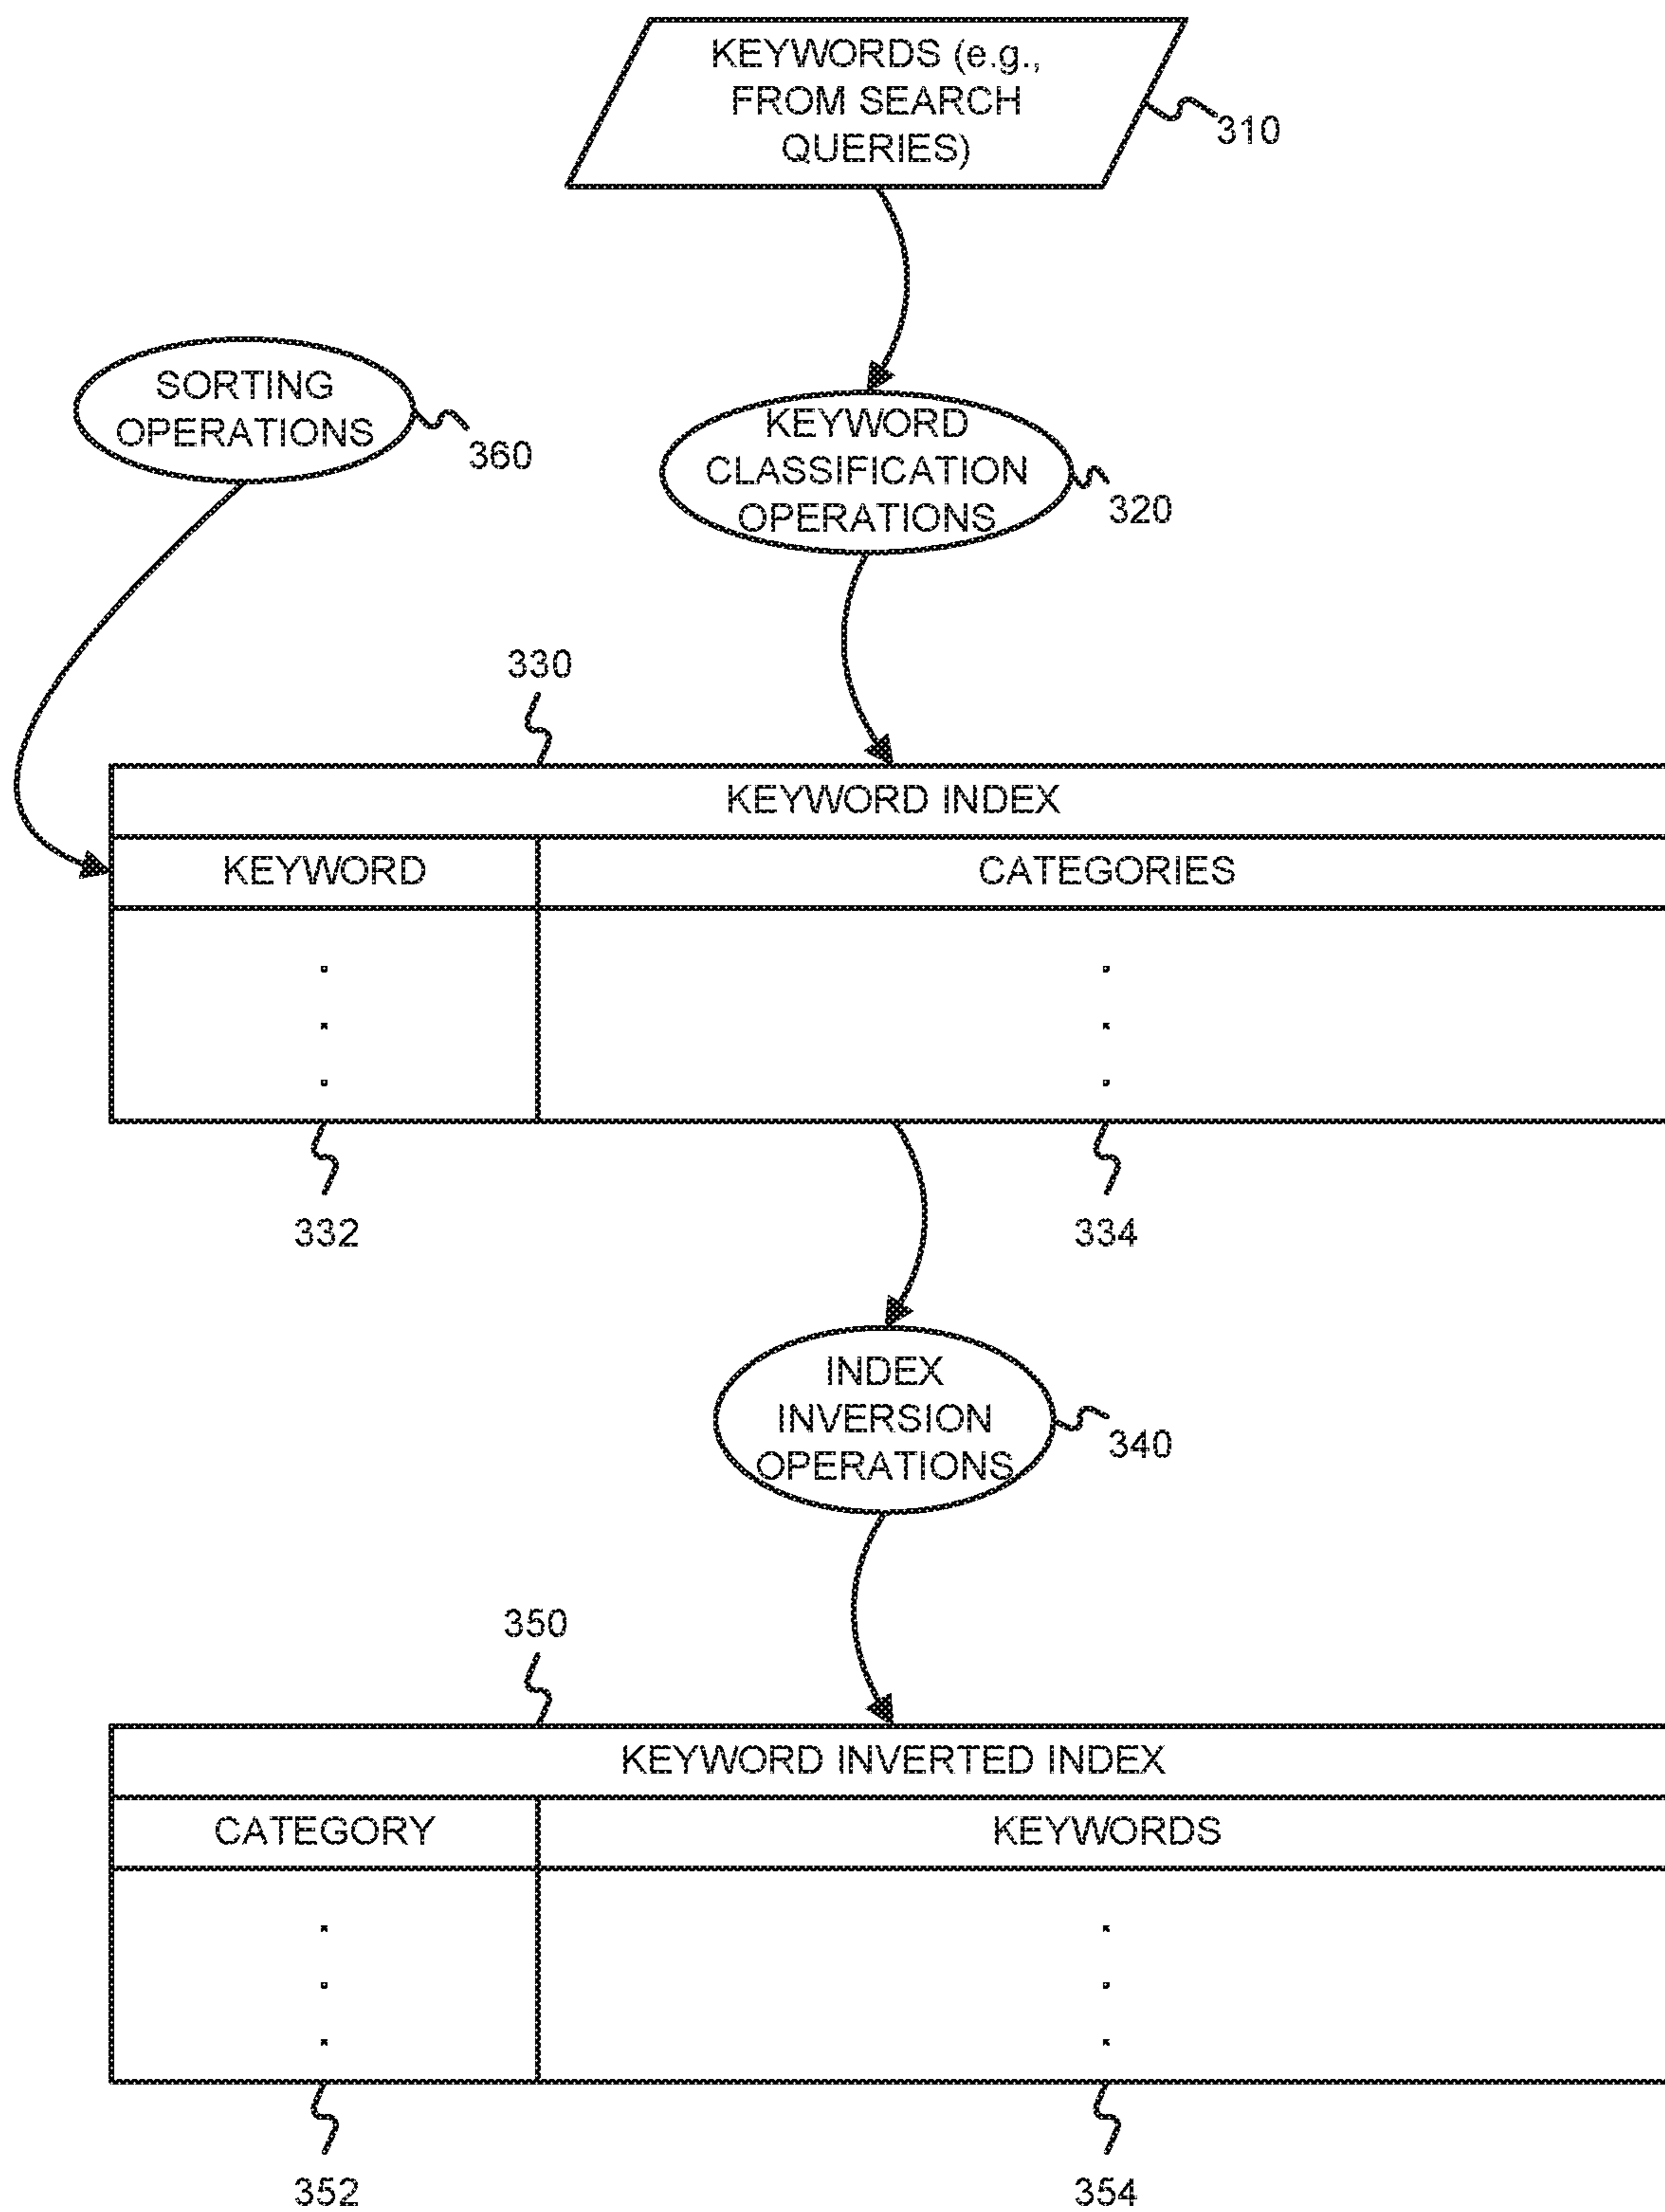 KEYWORDS (e.g.,
FROM SEARCH
QUERIES)
310
SORTING
OPERATIONS
360
KEYWORD
CLASSIFICATION
OPERATIONS
320
330
KEYWORD INDEX
KEYWORD
CATEGORIES
332
334
INDEX
INVERSION
OPERATIONS
340
350
KEYWORD INVERTED INDEX
CATEGORY
KEYWORDS
352
354